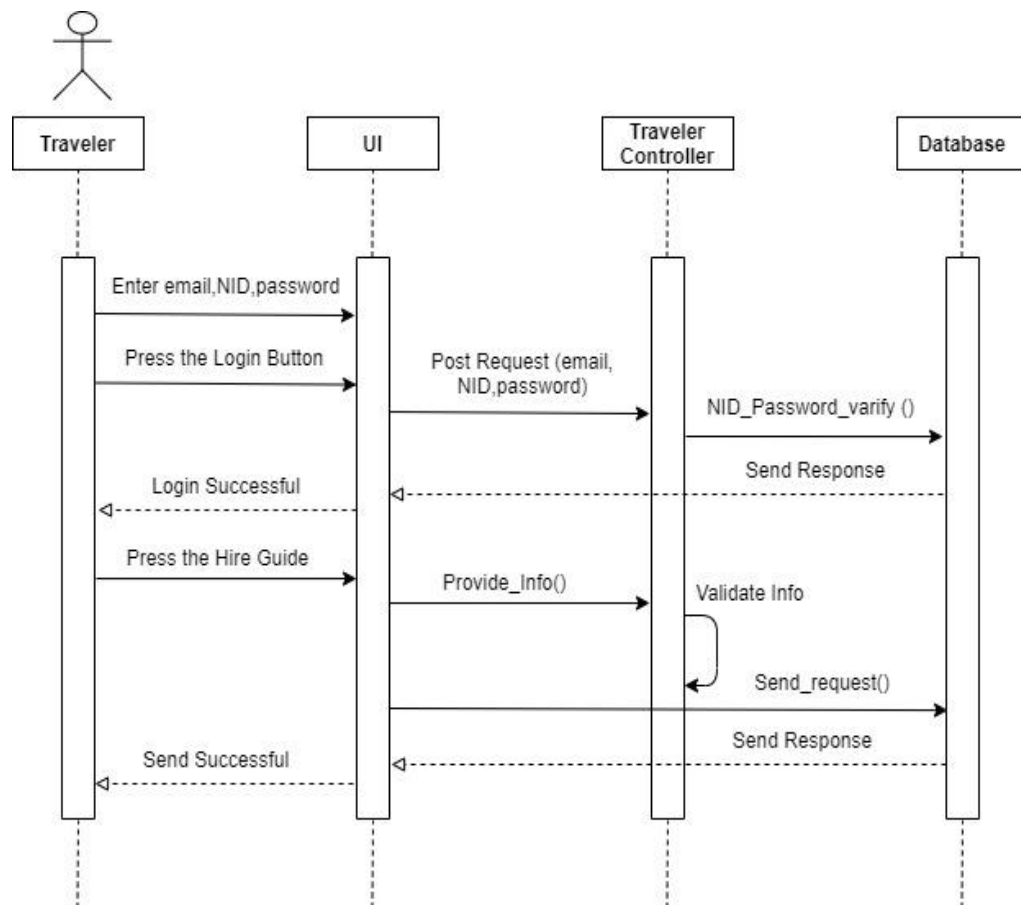 Traveler
UI
Traveler
Controller
Database
Enter email,NID,password
Press the Login Button
Post Request (email,
NID,password)
NID_Password_varify ()
Send Response
Login Successful
Press the Hire Guide
Provide_Info()
Validate Info
Send_request()
Send Response
Send Successful